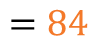 = 84